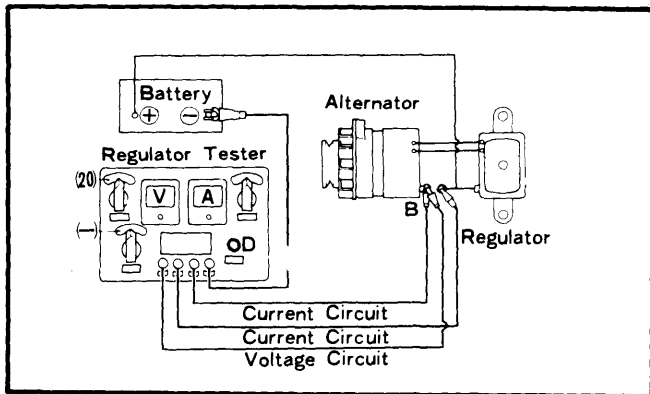 Battery
+ −
Alternator
Regulator Tester
(20)
V A
(—)
OD
B
Regulator
Current Circuit
Current Circuit
Voltage Circuit